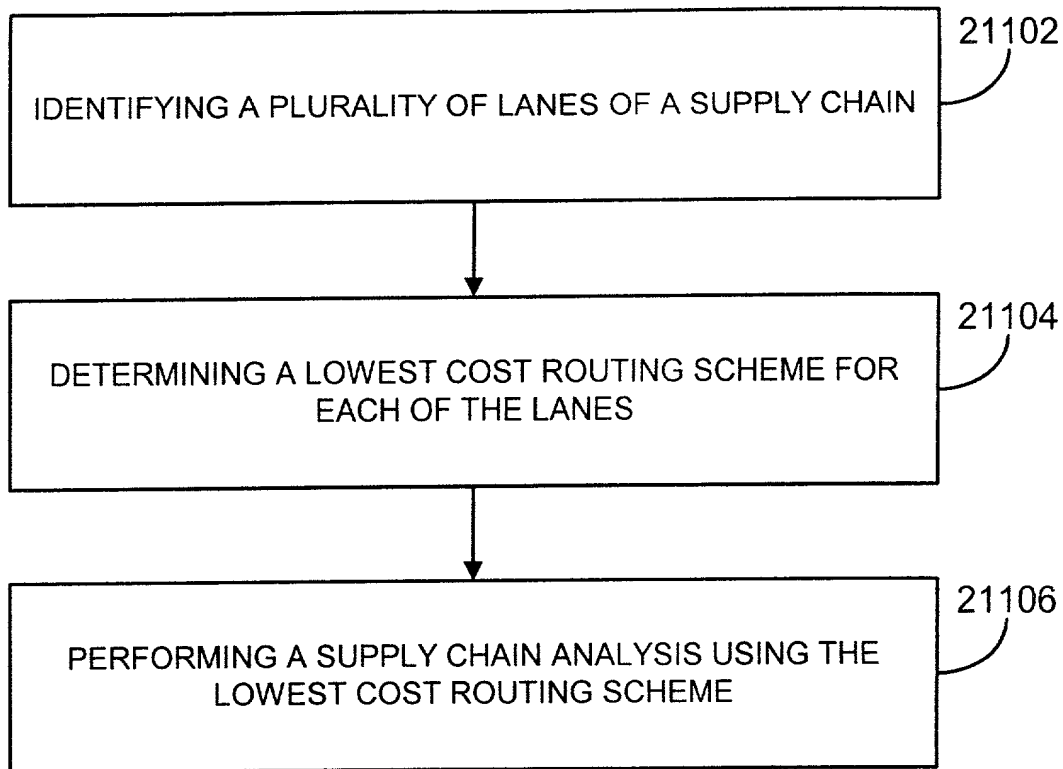 21102
IDENTIFYING A PLURALITY OF LANES OF A SUPPLY CHAIN
21104
DETERMINING A LOWEST COST ROUTING SCHEME FOR
EACH OF THE LANES
21106
PERFORMING A SUPPLY CHAIN ANALYSIS USING THE
LOWEST COST ROUTING SCHEME